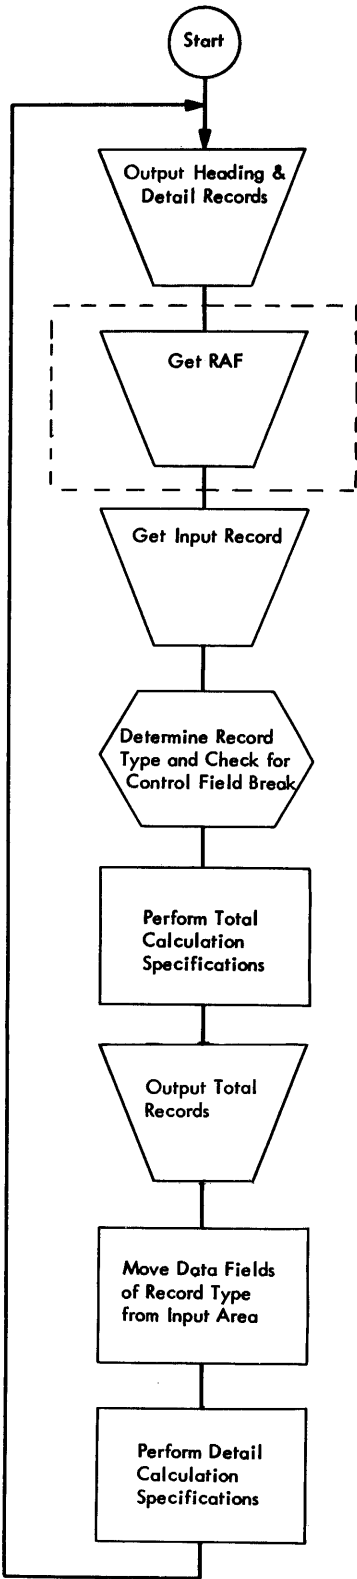 Start
Output Heading &
Detail Records
Get RAF
Get Input Record
Determine Record
Type and Check for
Control Field Break
Perform Total
Calculation
Specifications
Output Total
Records
Move Data Fields
of Record Type
from Input Area
Perform Detail
Calculation
Specifications